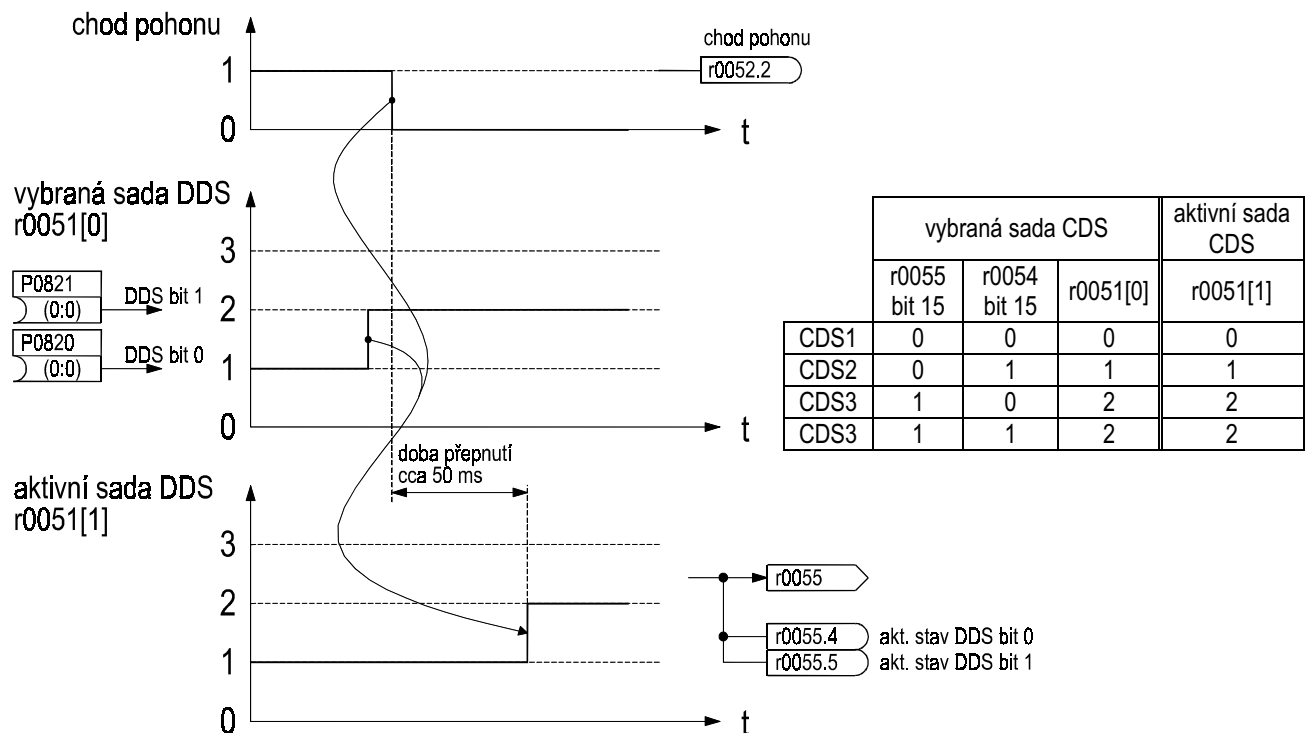 chod pohonu
1
0
t
chod pohonu
r0052.2
vybraná sada DDS
r0051[0]
3
2
1
0
t
P0821
(0:0)
DDS bit 1
P0820
(0:0)
DDS bit 0
doba přepnutí
cca 50 ms
aktivní sada DDS
r0051[1]
3
2
1
0
t
r0055
r0055.4 akt. stav DDS bit 0
r0055.5 akt. stav DDS bit 1
vybraná sada CDS
aktivní sada
CDS
r0055
bit 15
r0054
bit 15
r0051[0]
r0051[1]
CDS1 0 0 0 0
CDS2 0 1 1 1
CDS3 1 0 2 2
CDS3 1 1 2 2